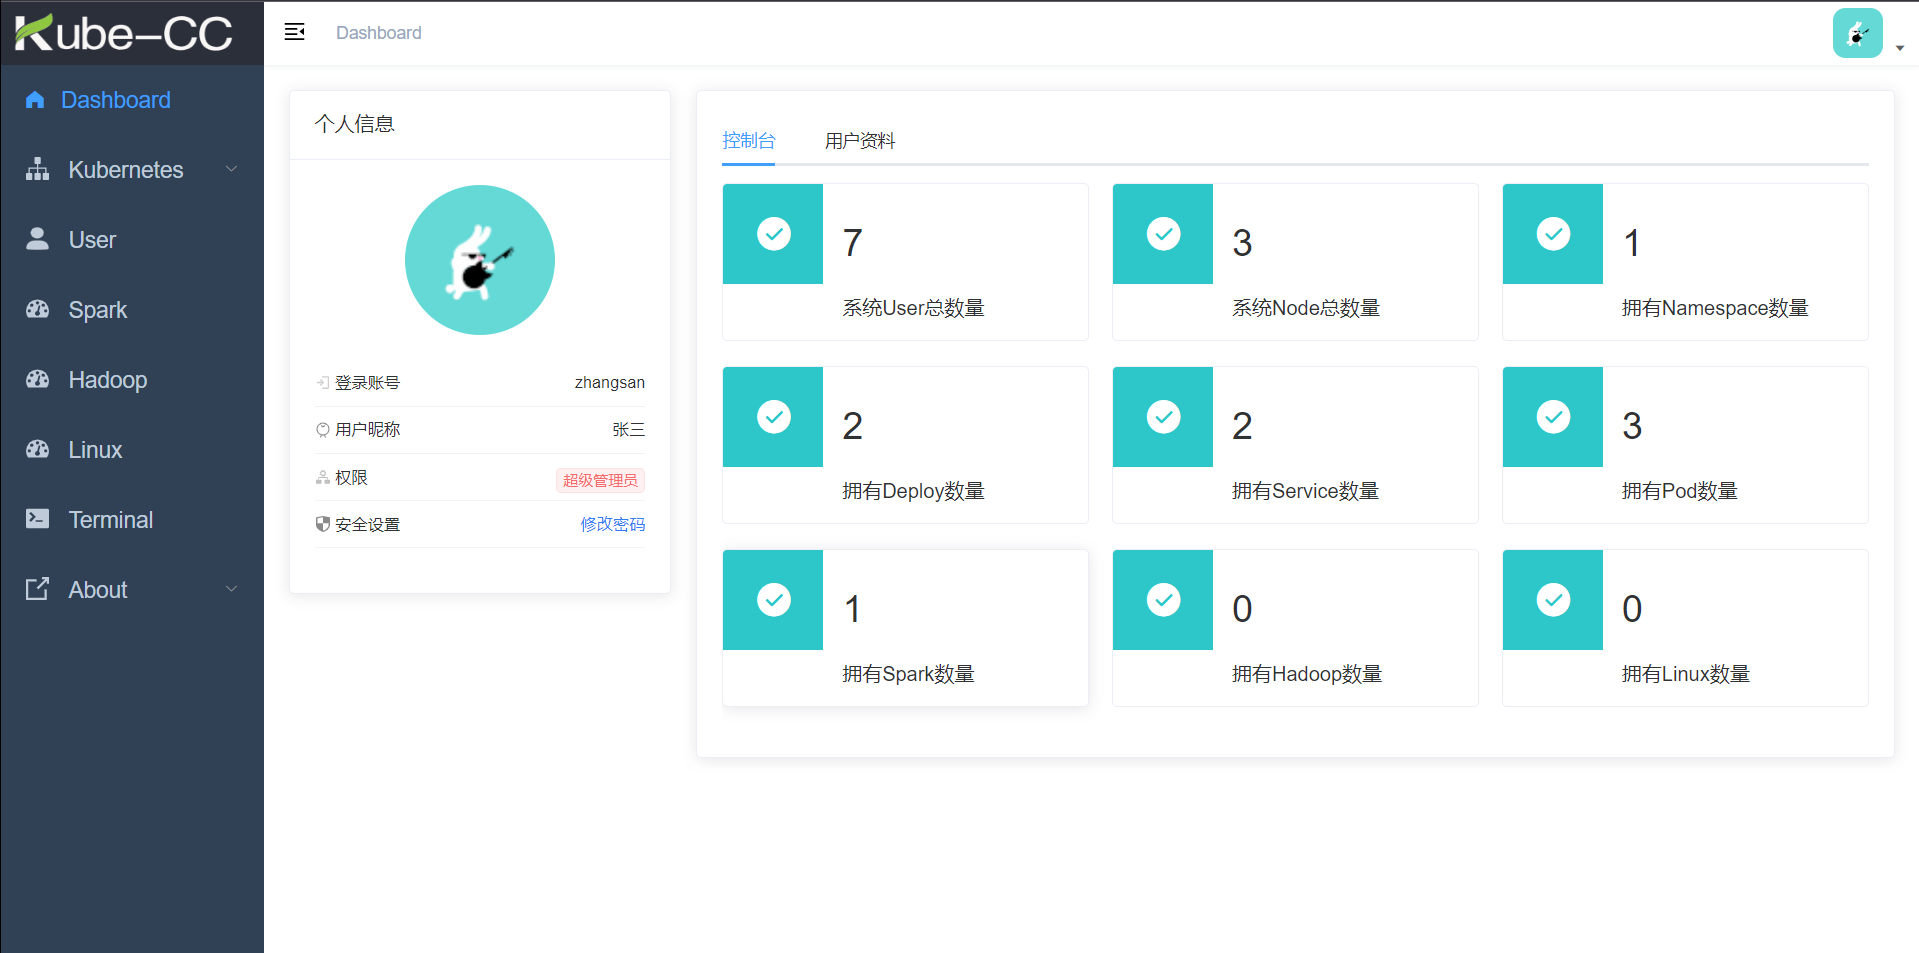 Kube-CC
Dashboard
Dashboard
Kubernetes
User
Spark
Hadoop
Linux
Terminal
About
个人信息
登录账号 zhangsan
用户昵称 张三
权限 超级管理员
安全设置 修改密码
控制台 用户资料
7
系统User总数量
3
系统Node总数量
1
拥有Namespace数量
2
拥有Deploy数量
2
拥有Service数量
3
拥有Pod数量
1
拥有Spark数量
0
拥有Hadoop数量
0
拥有Linux数量